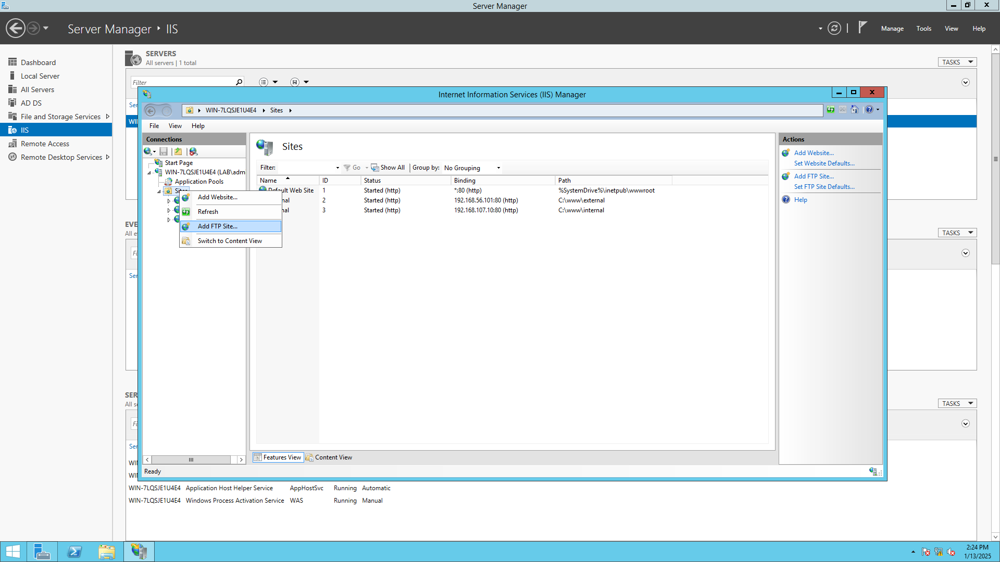 Server Manager
Server Manager ‣ IIS
Manage
Tools
View
Help
Dashboard
Local Server
All Servers
AD DS
File and Storage Services
IIS
Remote Access
Remote Desktop Services
SERVERS
All servers | 1 total
TASKS
Filter
Internet Information Services (IIS) Manager
WIN-7LQSJE1U4E4
Sites
File
View
Help
Connections
Start Page
WIN-7LQSJE1U4E4 (LAB\adm
Application Pools
Add Website...
Refresh
Add FTP Site...
Switch to Content View
Sites
Filter:
Go
Show All
Group by:
No Grouping
Name ID Status Binding Path
Default Web Site 1 Started (http) *:80 (http) %SystemDrive%\inetpub\wwwroot
nal 2 Started (http) 192.168.56.101:80 (http) C:\www\external
nal 3 Started (http) 192.168.107.10:80 (http) C:\www\internal
Actions
Add Website...
Set Website Defaults...
Add FTP Site...
Set FTP Site Defaults...
Help
Features View
Content View
Ready
Ser
WIN
EVE
All e
TASKS
Fi
Ser
SER
All se
TASKS
Fi
Ser
WIN
WIN
WIN-7LQSJE1U4E4 Application Host Helper Service AppHostSvc Running Automatic
WIN-7LQSJE1U4E4 Windows Process Activation Service WAS Running Manual
2:24 PM
1/13/2025